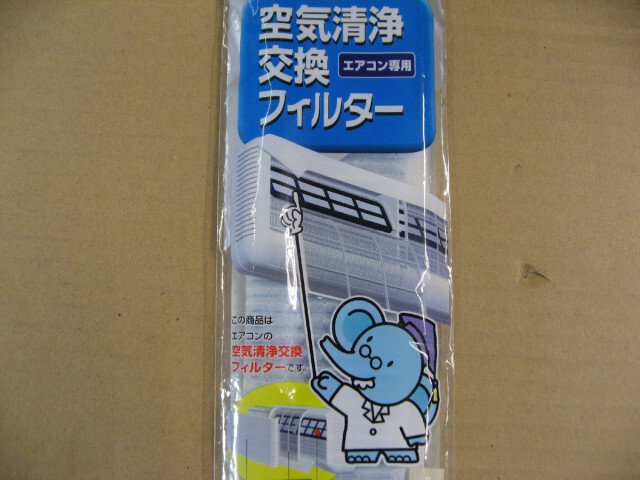 空気清浄
交換
エアコン専用
フィルター
この商品は
エアコンの
空気清浄交換
フィルターです。